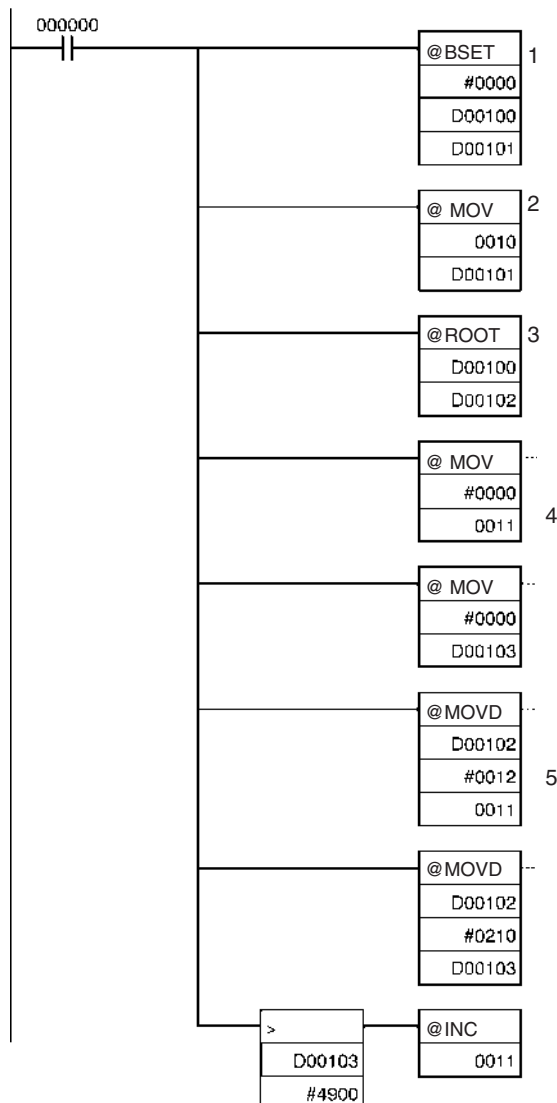 000000
@BSET 1
#0000
D00100
D00101
@ MOV 2
0010
D00101
@ROOT 3
D00100
D00102
@ MOV
#0000
0011
4
@ MOV
#0000
D00103
@MOVD
D00102
#0012
5
0011
@MOVD
D00102
#0210
D00103
>
D00103
#4900
@INC
0011